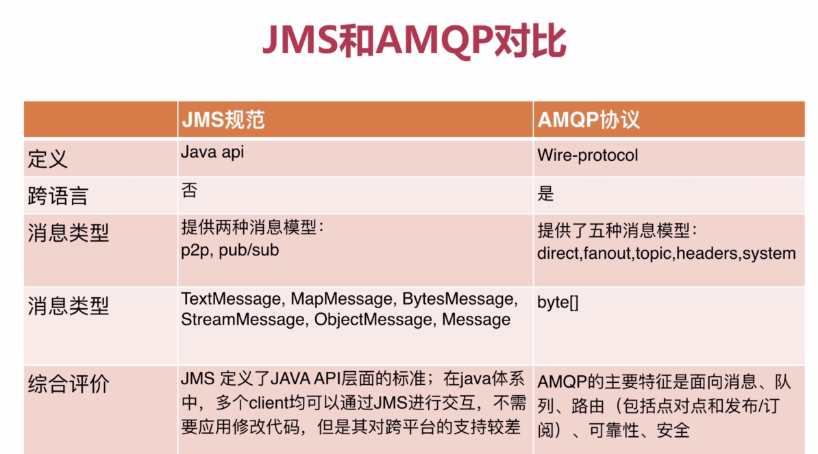 JMS和AMQP对比
JMS规范 AMQP协议
定义 Java api Wire-protocol
跨语言 否 是
消息类型 提供两种消息模型： 提供了五种消息模型：
p2p, pub/sub direct,fanout,topic,headers,system
消息类型 TextMessage, MapMessage, BytesMessage, byte[]
StreamMessage, ObjectMessage, Message
综合评价 JMS 定义了JAVA API层面的标准；在java体系 AMQP的主要特征是面向消息、队
中，多个client均可以通过JMS进行交互，不需 列、路由（包括点对点和发布/订
要应用修改代码，但是其对跨平台的支持较差 阅）、可靠性、安全